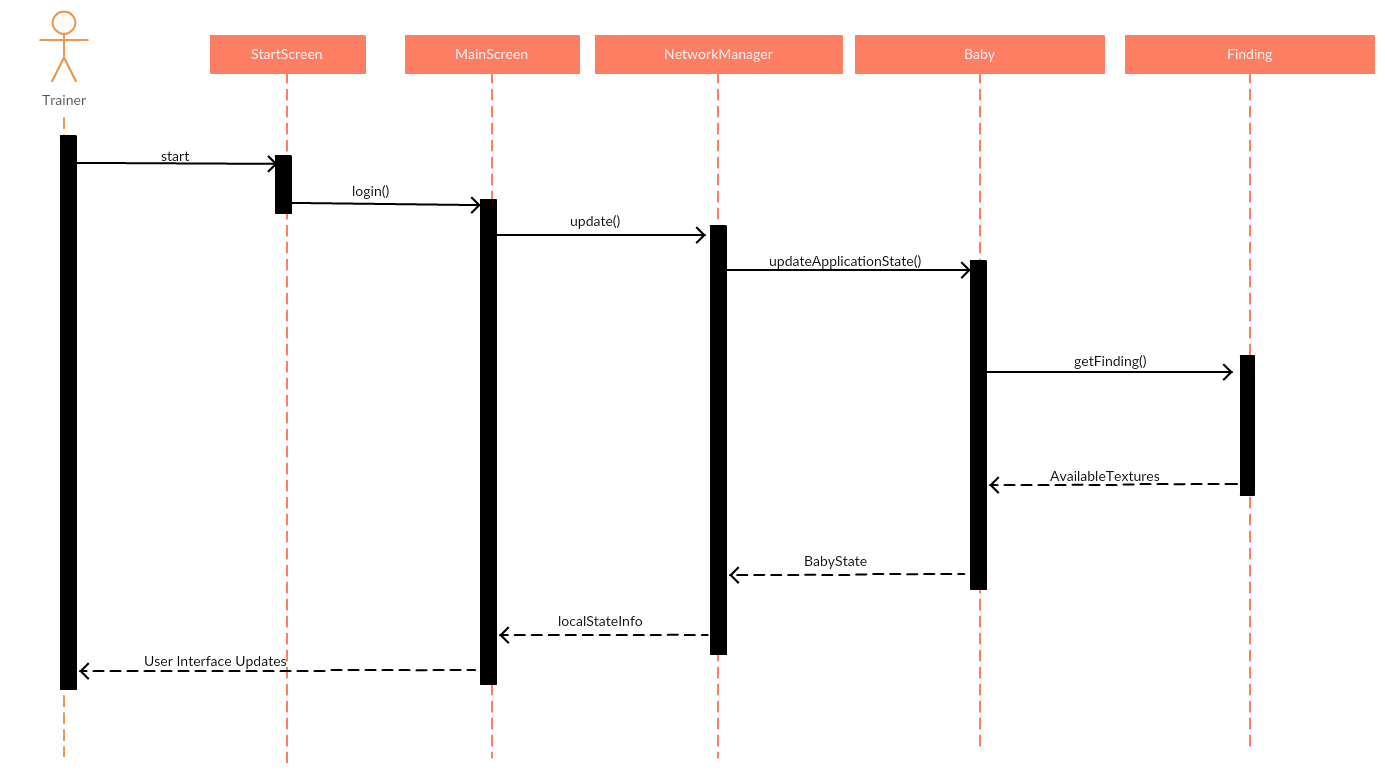 Trainer
StartScreen
MainScreen
NetworkManager
Baby
Finding
start
login()
update()
updateApplicationState()
getFinding()
AvailableTextures
BabyState
localStateInfo
User Interface Updates